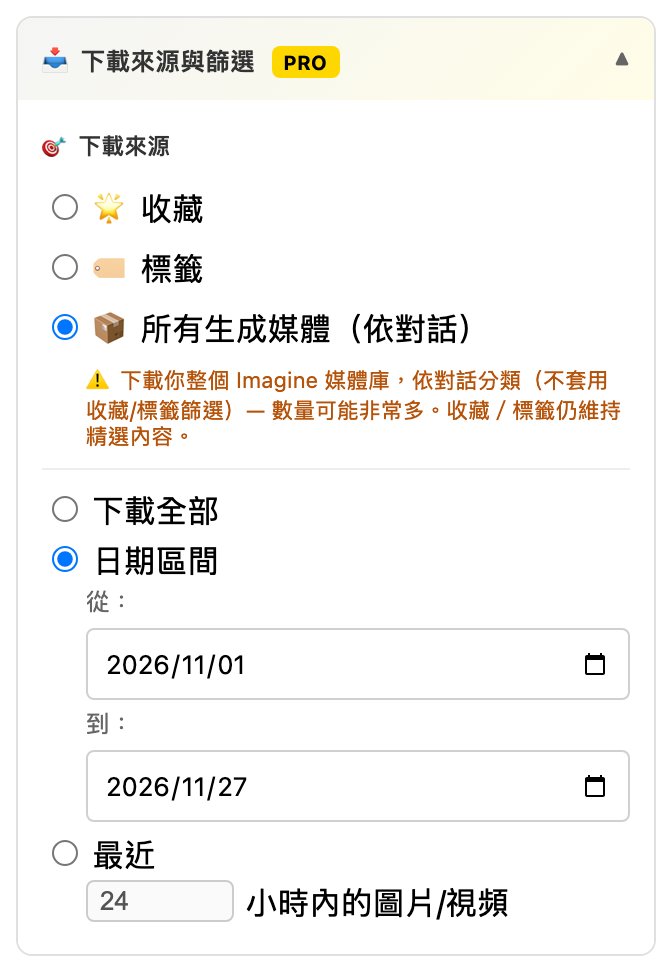 下載來源與篩選 PRO
下載來源
收藏
標籤
所有生成媒體（依對話）
下載你整個 Imagine 媒體庫，依對話分類（不套用
收藏/標籤篩選）— 數量可能非常多。收藏 / 標籤仍維持
精選內容。
下載全部
日期區間
從：
2026/11/01
到：
2026/11/27
最近
24 小時內的圖片/視頻